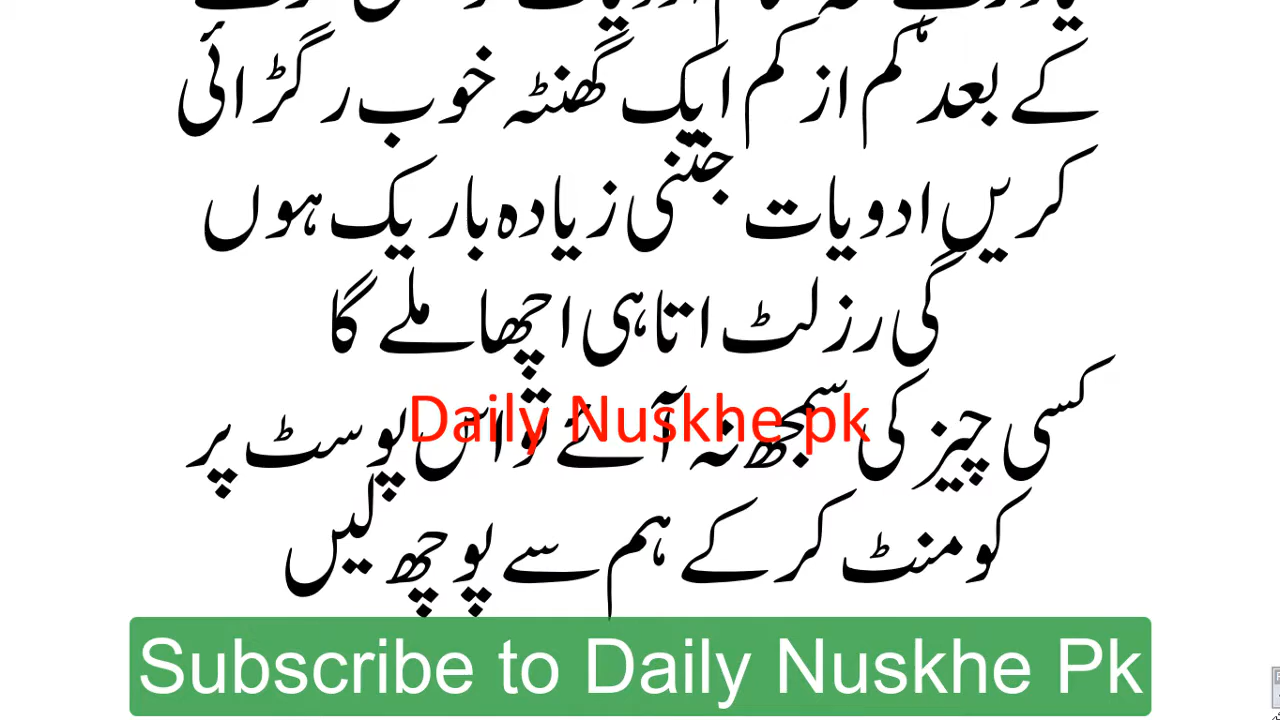 کے بعد کم از کم ایک گھنٹہ خوب رگڑائی
کریں ادویات جتنی زیادہ باریک ہوں
گی رزلٹ اتنا ہی اچھا ملے گا
کسی چیز کی سمجھ نہ آئے تو اس پوسٹ پر
Daily Nuskhe pk
کومنٹ کر کے ہم سے پوچھ لیں
Subscribe to Daily Nuskhe Pk